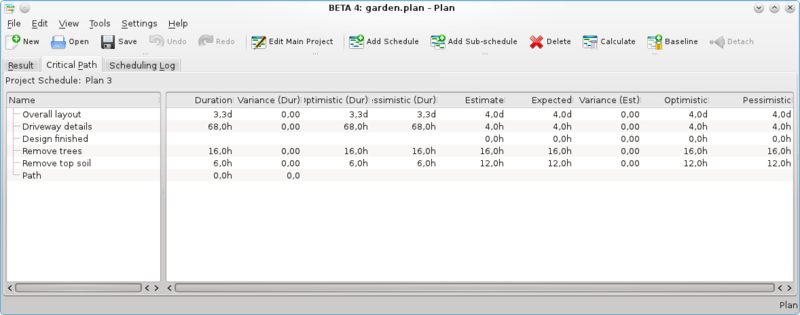 BETA 4: garden.plan - Plan
File Edit View Tools Settings Help
New Open Save Undo Redo Edit Main Project Add Schedule Add Sub-schedule Delete Calculate Baseline Detach
Result Critical Path Scheduling Log
Project Schedule: Plan 3
Name Duration Variance (Dur) ptimistic (Dur) ssimistic (Dur) Estimate Expected Variance (Est) Optimistic Pessimistic
Overall layout 3,3d 0,00 3,3d 3,3d 4,0d 4,0d 0,00 4,0d 4,0d
Driveway details 68,0h 0,00 68,0h 68,0h 4,0h 4,0h 0,00 4,0h 4,0h
Design finished 0,0h 0,0h 0,00 0,0h 0,0h
Remove trees 16,0h 0,00 16,0h 16,0h 16,0h 16,0h 0,00 16,0h 16,0h
Remove top soil 6,0h 0,00 6,0h 6,0h 12,0h 12,0h 0,00 12,0h 12,0h
Path 0,0h 0,0
Plan